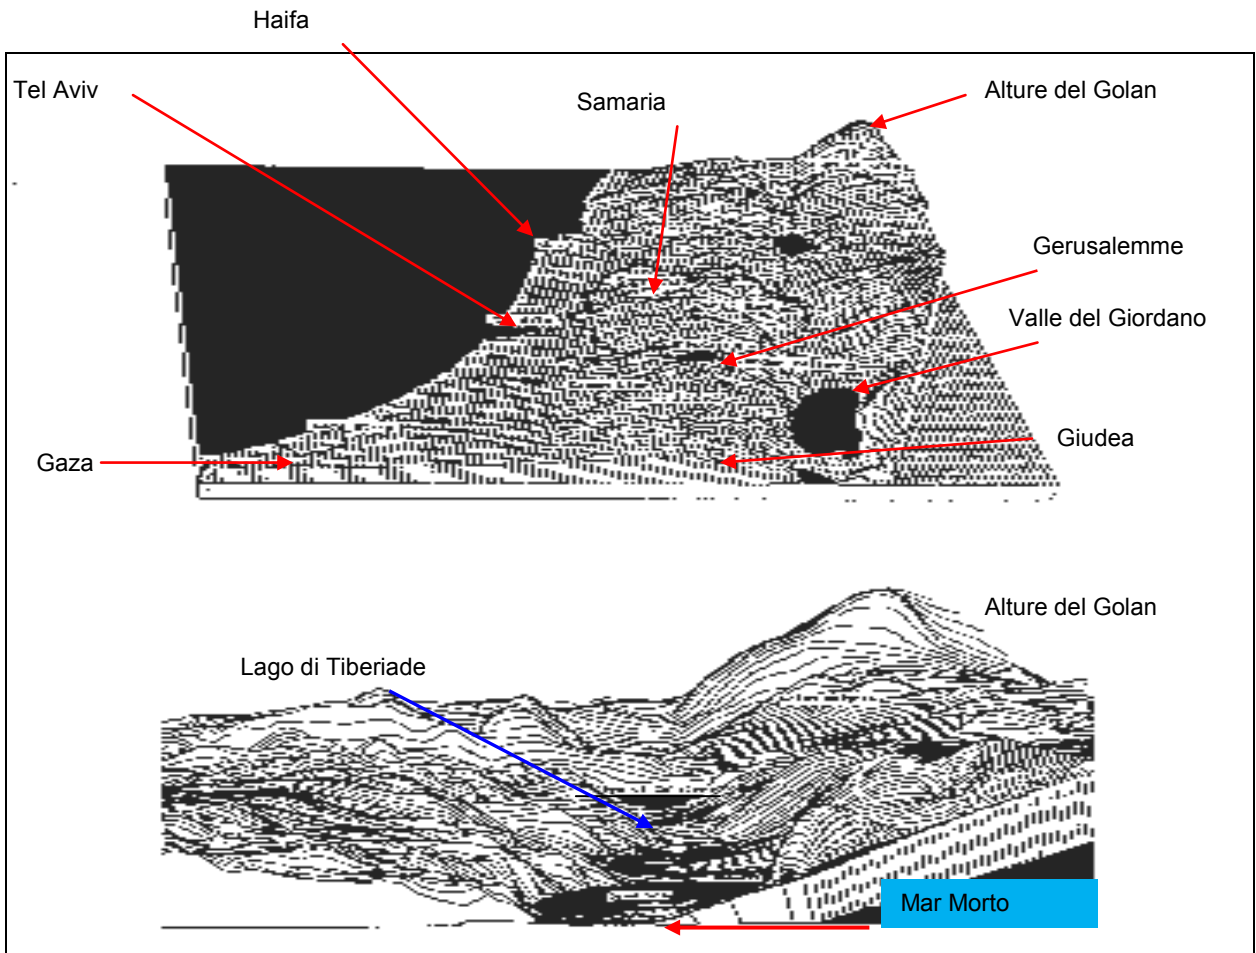 Haifa
Tel Aviv
Samaria
Alture del Golan
Gerusalemme
Valle del Giordano
Giudea
Gaza
Alture del Golan
Lago di Tiberiade
Mar Morto